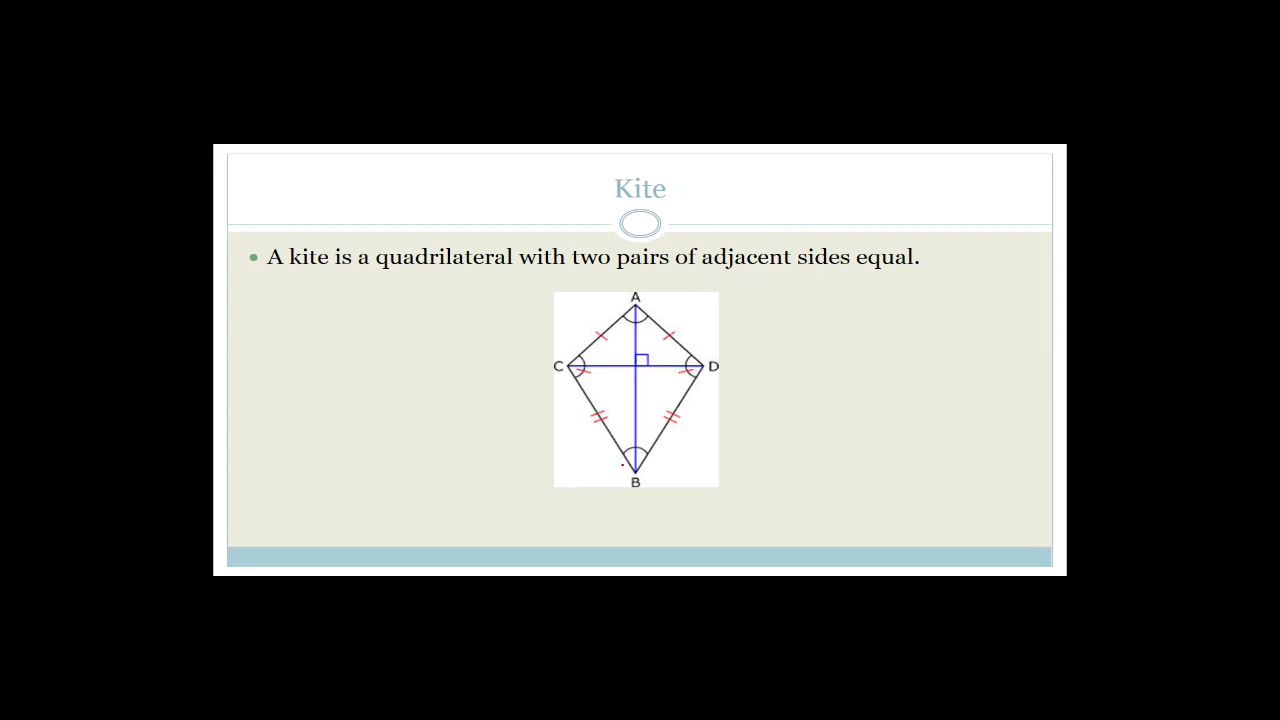 Kite
A kite is a quadrilateral with two pairs of adjacent sides equal.
A
C D
B